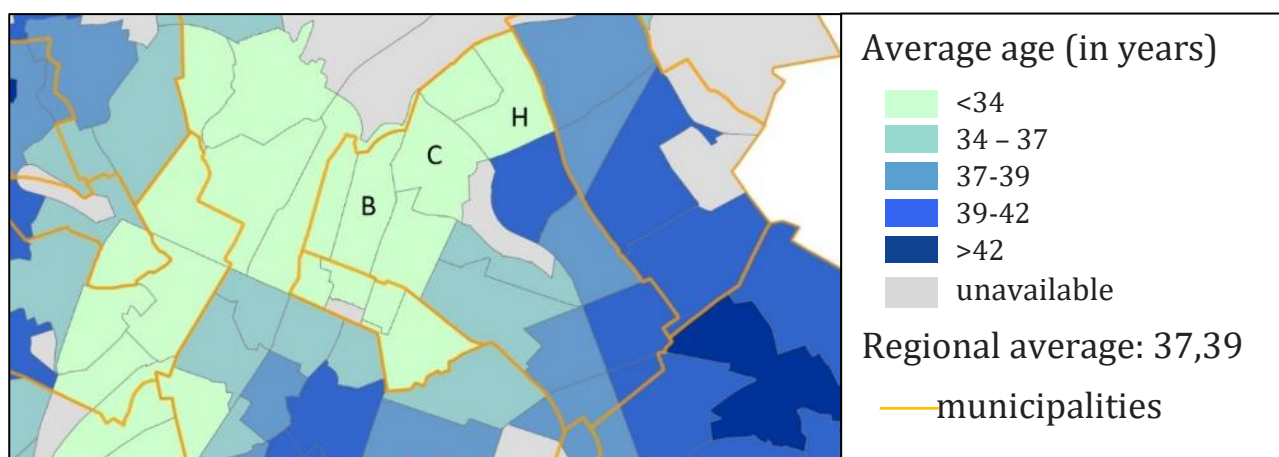 H
C
B
Average age (in years)
<34
34 – 37
37-39
39-42
>42
unavailable
Regional average: 37,39
municipalities